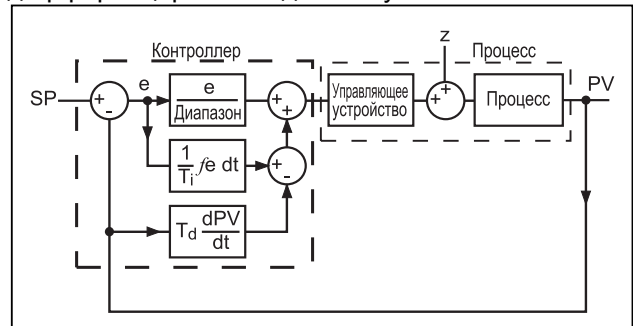 Контроллер
z
Процесс
SP
+
-
e
e
Диапазон
+
+
Управляющее
устройство
+
+
Процесс
PV
1
Ti
∫e dt
+
-
Td
dPV
dt